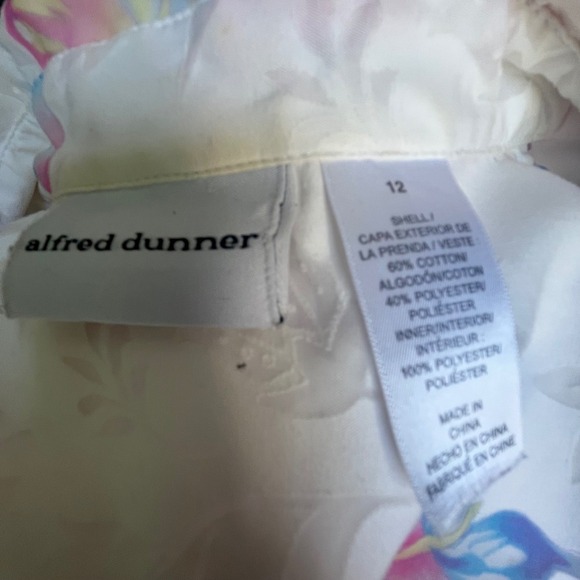 alfred dunner
12
SHELL/
CAPA EXTERIOR DE
LA PRENDA / VESTE :
60% COTTON/
ALGODÓN/COTON
40% POLYESTER/
POLIÉSTER
INNER/INTERIOR/
INTÉRIEUR :
100% POLYESTER/
POLIÉSTER
MADE IN
CHINA
HECHO EN CHINA
FABRIQUÉ EN CHINE